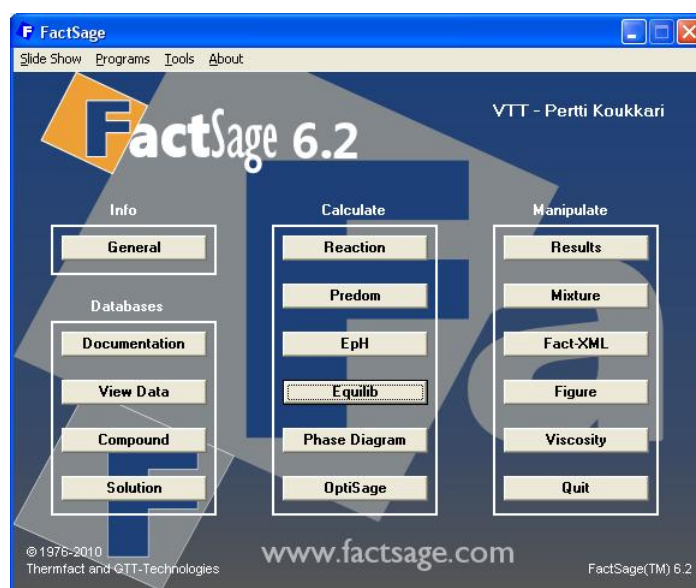 FactSage
Slide Show Programs Tools About
FactSage 6.2
VTT - Pertti Koukkari
Info
General
Databases
Documentation
View Data
Compound
Solution
Calculate
Reaction
Predom
EpH
Equilib
Phase Diagram
OptiSage
Manipulate
Results
Mixture
Fact-XML
Figure
Viscosity
Quit
©1976-2010
Thermfact and GTT-Technologies
www.factsage.com
FactSage(TM) 6.2